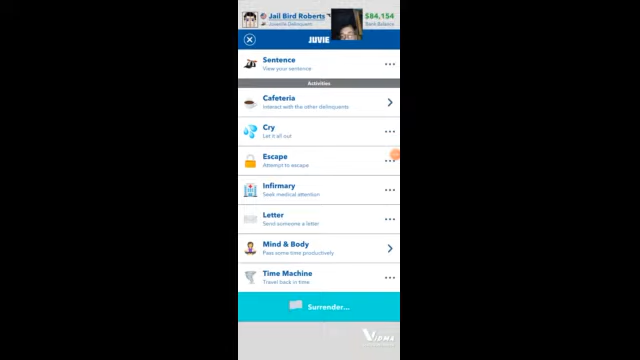 Jail Bird Roberts
$84,154
Juvenile Delinquent
Bank Balance
JUVIE
Sentence
View your sentence
Activities
Cafeteria
Interact with the other delinquents
Cry
Let it all out
Escape
Attempt to escape
Infirmary
Seek medical attention
Letter
Send someone a letter
Mind & Body
Pass some time productively
Time Machine
Travel back in time
Surrender...